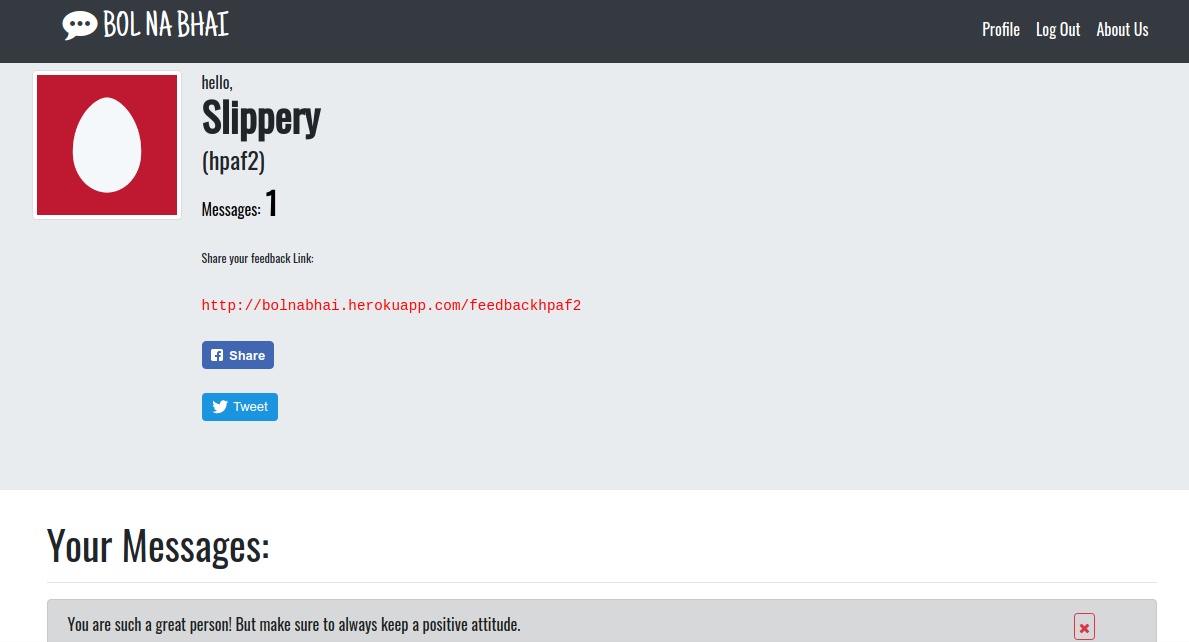 BOL NA BHAI
Profile Log Out About Us
hello,
Slippery
(hpaf2)
Messages: 1
Share your feedback Link:
http://bolnabhai.herokuapp.com/feedbackhpaf2
Share
Tweet
Your Messages:
You are such a great person! But make sure to always keep a positive attitude.